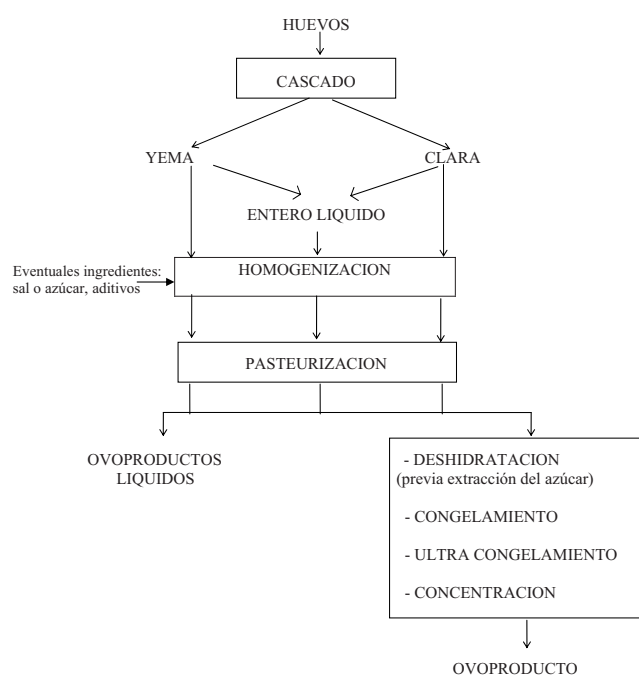 HUEVOS
CASCADO
YEMA
CLARA
ENTERO LIQUIDO
Eventuales ingredientes:
sal o azúcar, aditivos
HOMOGENIZACION
PASTEURIZACION
OVOPRODUCTOS
LIQUIDOS
- DESHIDRATACION
(previa extracción del azúcar)
- CONGELAMIENTO
- ULTRA CONGELAMIENTO
- CONCENTRACION
OVOPRODUCTO